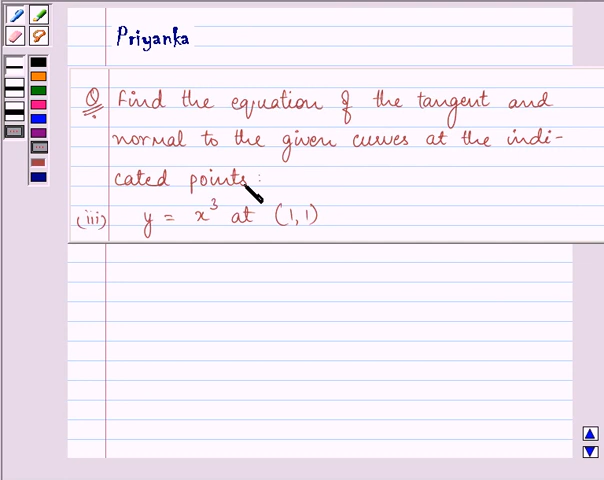 Priyanka
Q. Find the equation of the tangent and
normal to the given curves at the indi-
cated points:
(iii) y = x³ at (1,1)